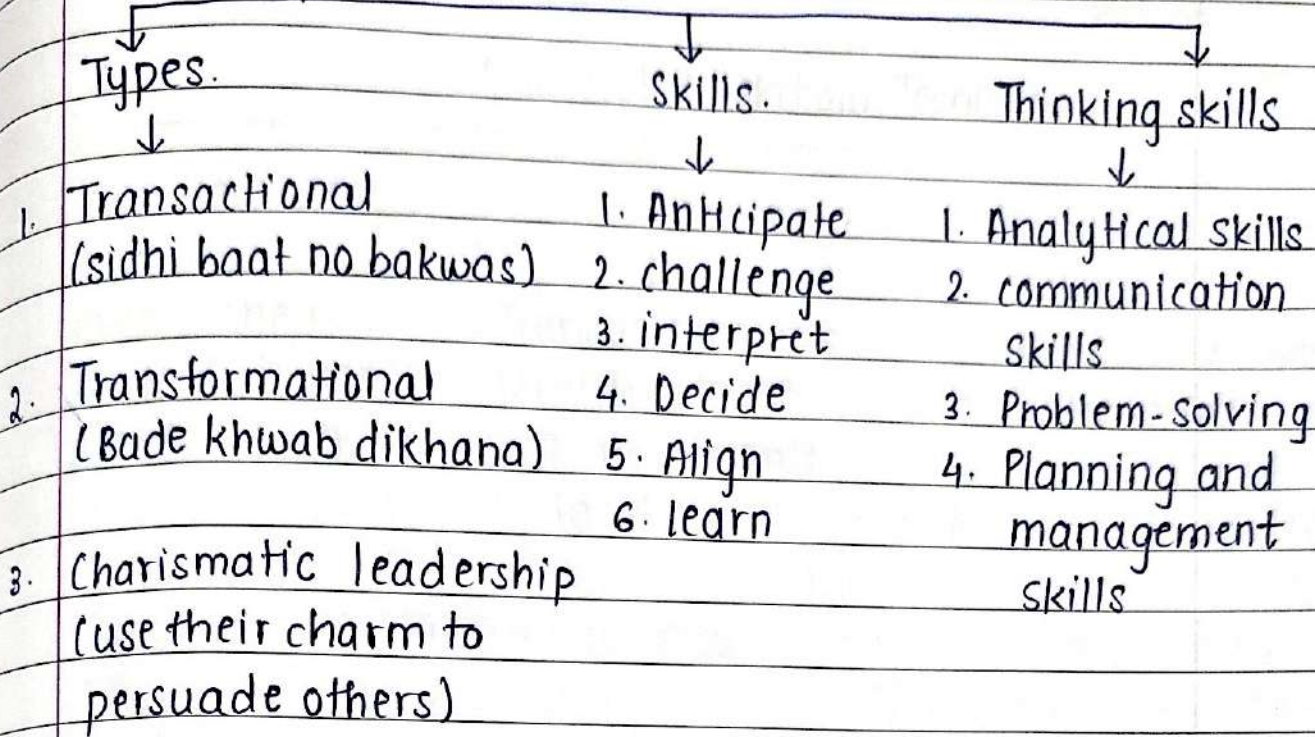 Types.
Skills.
Thinking skills
1. Transactional
(sidhi baat no bakwas)
2. Transformational
(Bade khwab dikhana)
3. Charismatic leadership
(use their charm to
persuade others)
1. Anticipate
2. challenge
3. interpret
4. Decide
5. Align
6. learn
1. Analytical skills
2. communication
skills
3. Problem-solving
4. Planning and
management
skills